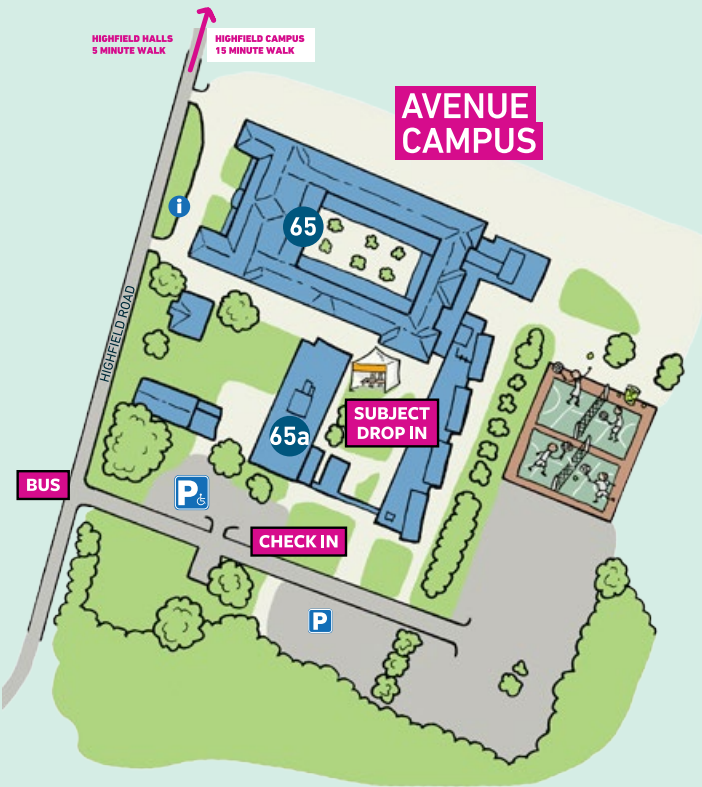 HIGHFIELD HALLS
5 MINUTE WALK
HIGHFIELD CAMPUS
15 MINUTE WALK
AVENUE
CAMPUS
i
65
HIGHFIELD ROAD
SUBJECT
DROP IN
65a
BUS
P
CHECK IN
P